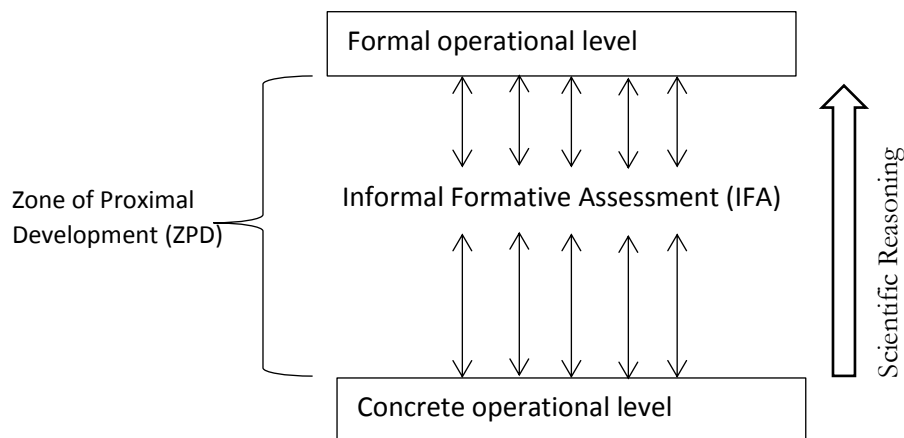 Formal operational level
Zone of Proximal
Development (ZPD)
Informal Formative Assessment (IFA)
Scientific Reasoning
Concrete operational level